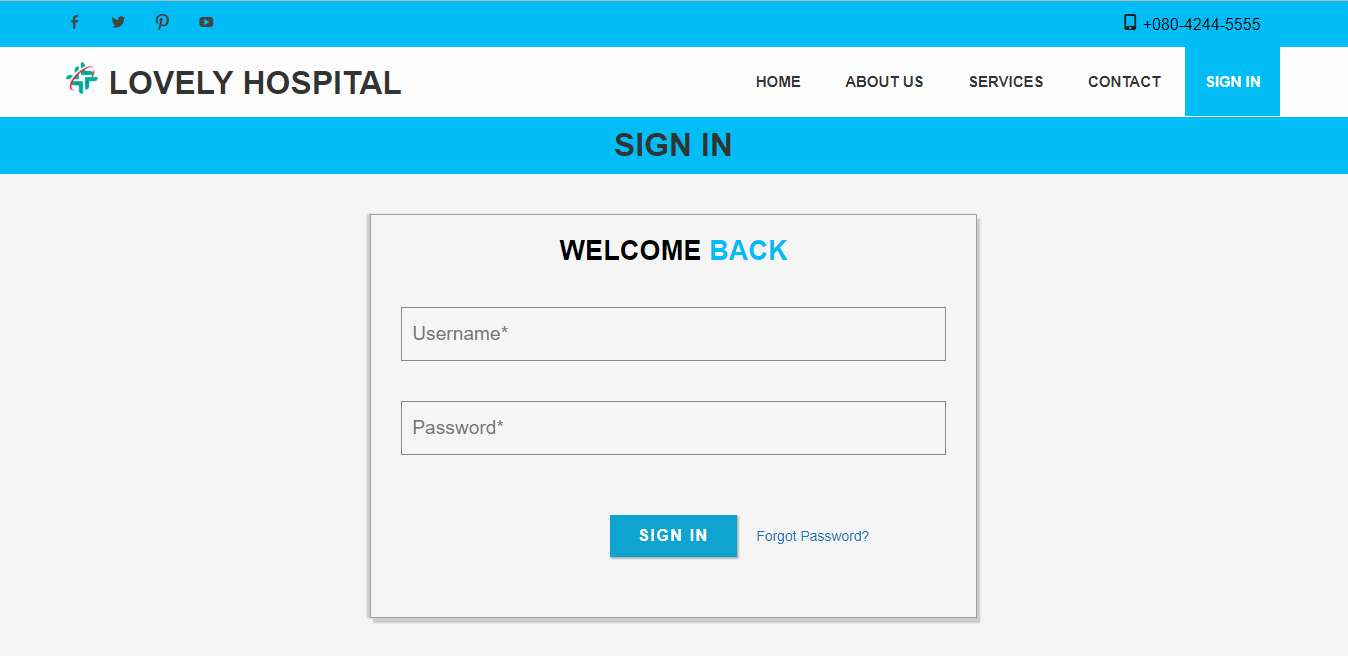 +080-4244-5555
LOVELY HOSPITAL
HOME ABOUT US SERVICES CONTACT SIGN IN
SIGN IN
WELCOME BACK
Username*
Password*
SIGN IN Forgot Password?